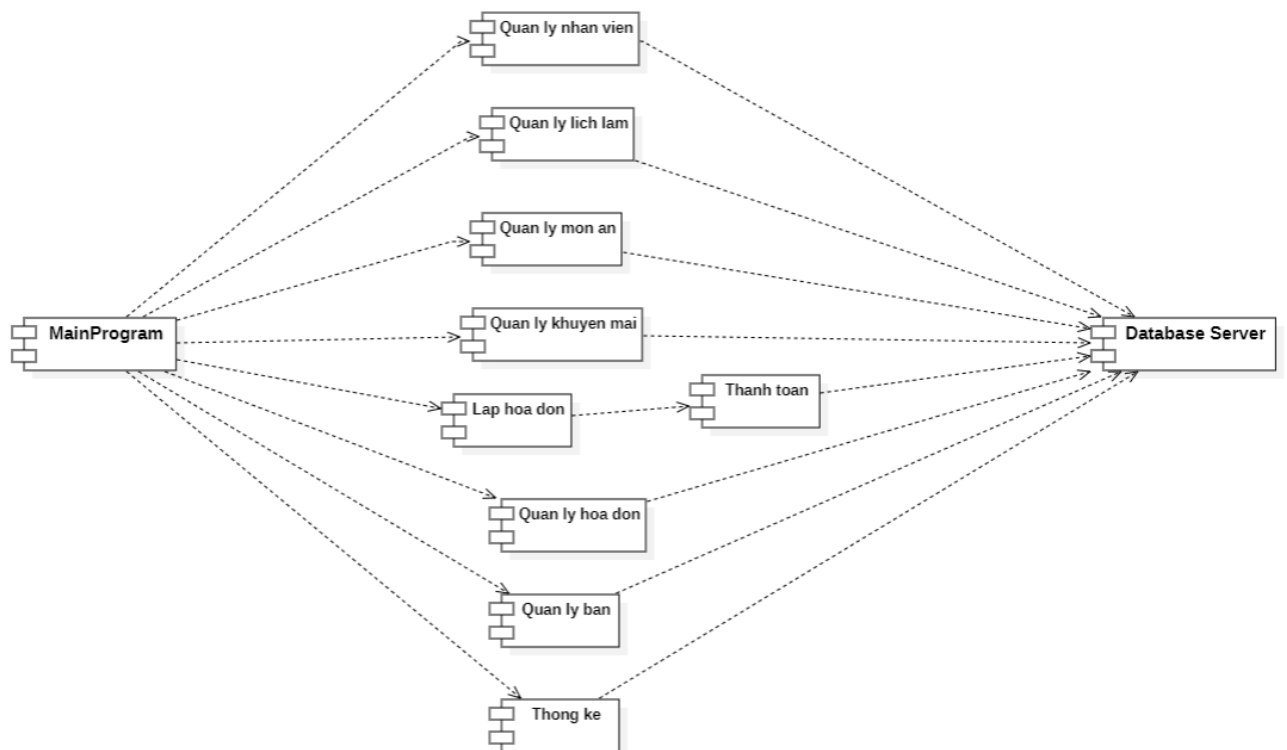 Quan ly nhan vien
Quan ly lich lam
Quan ly mon an
MainProgram
Quan ly khuyen mai
Database Server
Lap hoa don
Thanh toan
Quan ly hoa don
Quan ly ban
Thong ke